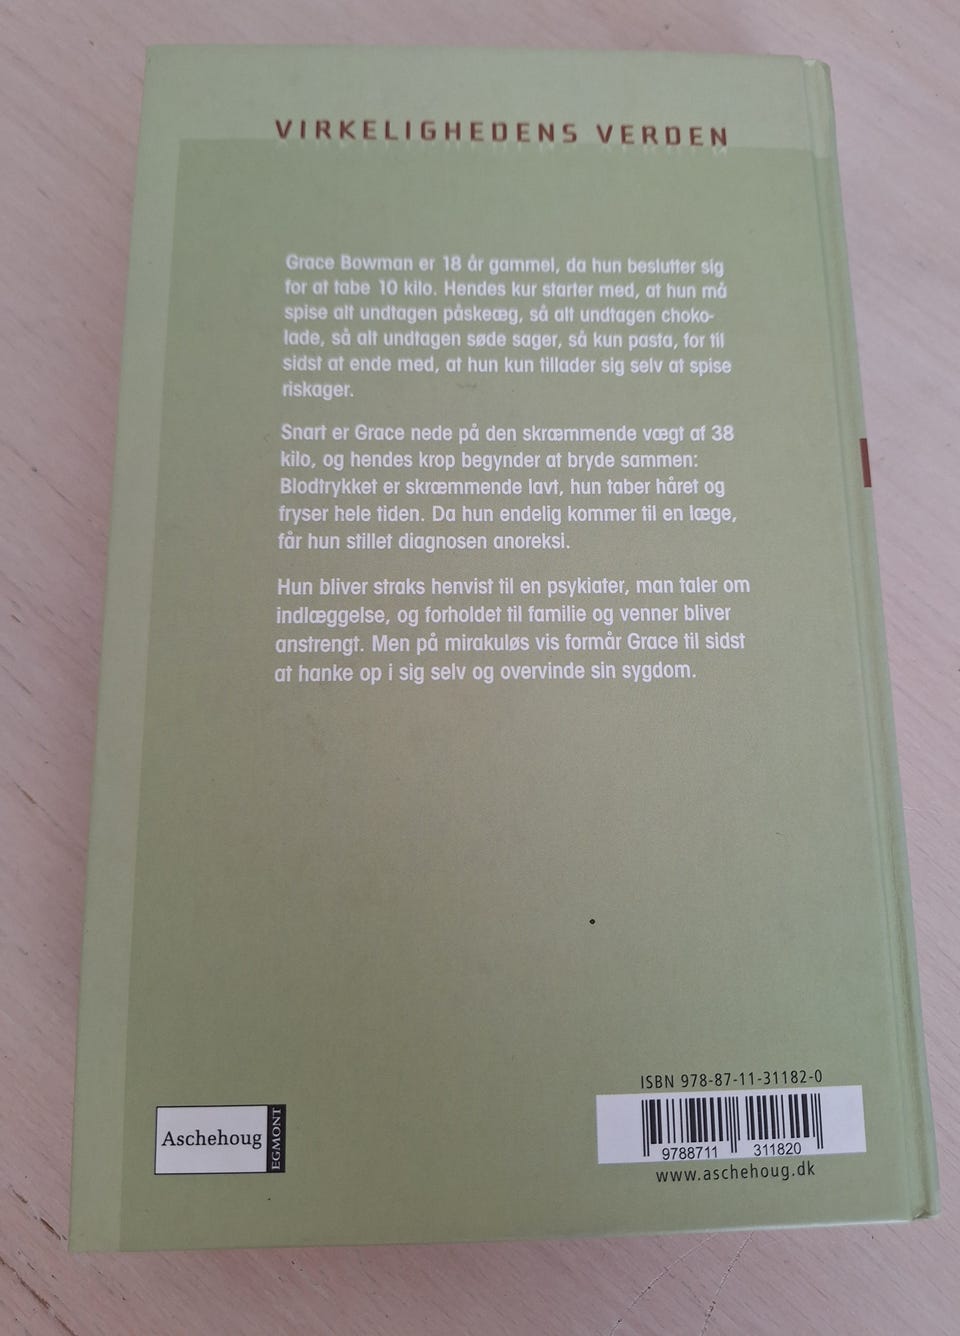 VIRKELIGHEDENS VERDEN
Grace Bowman er 18 år gammel, da hun beslutter sig
for at tabe 10 kilo. Hendes kur starter med, at hun må
spise alt undtagen påskeæg, så alt undtagen choko-
lade, så alt undtagen søde sager, så kun pasta, for til
sidst at ende med, at hun kun tillader sig selv at spise
riskager.
Snart er Grace nede på den skræmmende vægt af 38
kilo, og hendes krop begynder at bryde sammen:
Blodtrykket er skræmmende lavt, hun taber håret og
fryser hele tiden. Da hun endelig kommer til en læge,
får hun stillet diagnosen anoreksi.
Hun bliver straks henvist til en psykiater, man taler om
indlæggelse, og forholdet til familie og venner bliver
anstrengt. Men på mirakuløs vis formår Grace til sidst
at hanke op i sig selv og overvinde sin sygdom.
ISBN 978-87-11-31182-0
9788711 311820
www.aschehoug.dk
Aschehoug
EGMONT